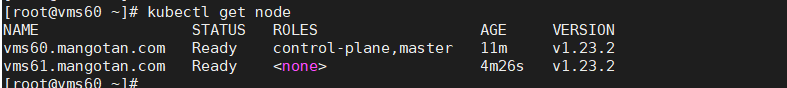 [root@vms60 ~]# kubectl get node
NAME                 STATUS   ROLES                  AGE     VERSION
vms60.mangotan.com   Ready    control-plane,master   11m     v1.23.2
vms61.mangotan.com   Ready    <none>                 4m26s   v1.23.2
[root@vms60 ~]#